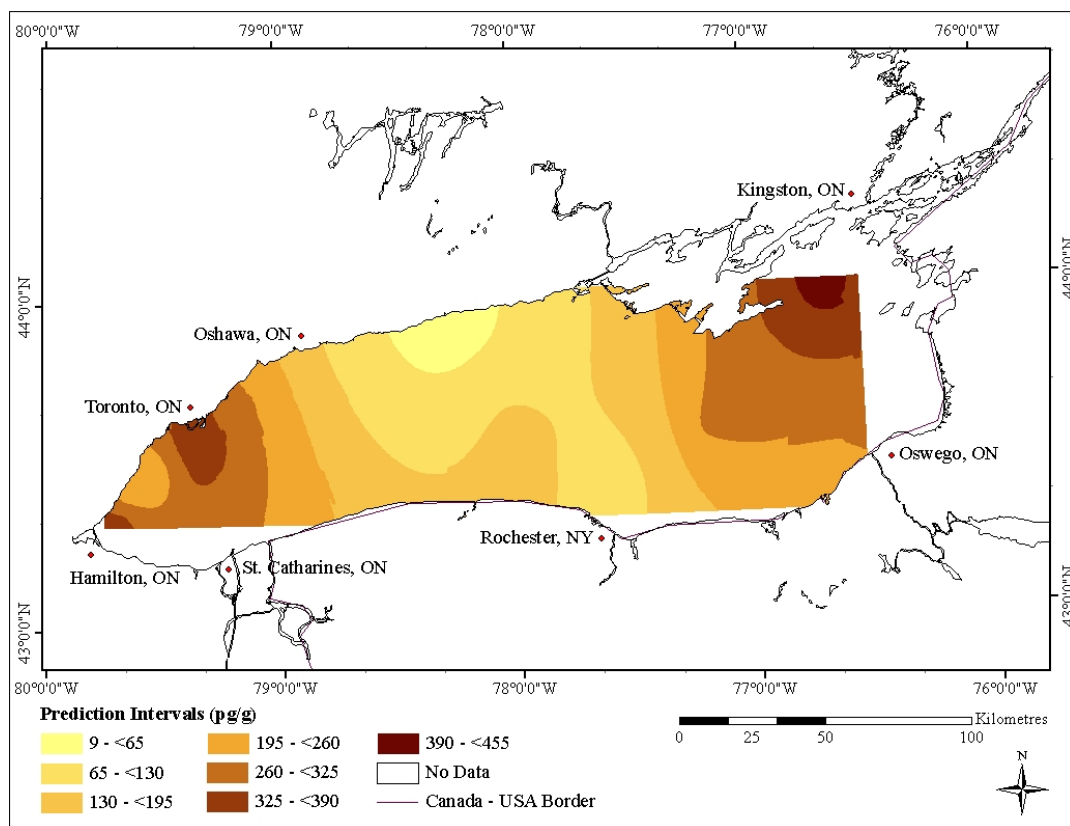 80°0'0"W 79°0'0"W 78°0'0"W 77°0'0"W 76°0'0"W
Kingston, ON
44°0'0"N 44°0'0"N
Oshawa, ON
Toronto, ON
Oswego, ON
Rochester, NY
Hamilton, ON
St. Catharines, ON
43°0'0"N 43°0'0"N
80°0'0"W 79°0'0"W 78°0'0"W 77°0'0"W 76°0'0"W
Prediction Intervals (pg/g)
9 - <65
65 - <130
130 - <195
195 - <260
260 - <325
325 - <390
390 - <455
No Data
Canada - USA Border
Kilometres
0 25 50 100
N